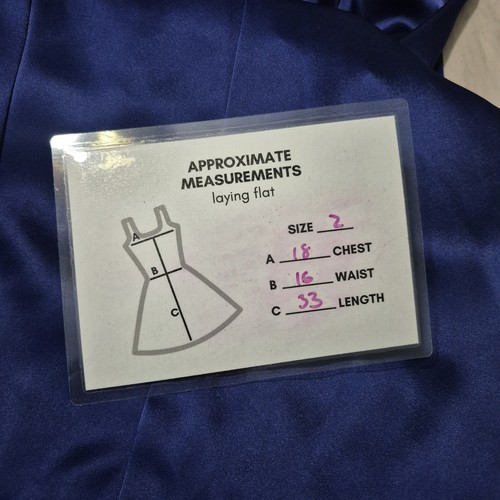 APPROXIMATE
MEASUREMENTS
laying flat
SIZE 2
A 18 CHEST
B 16 WAIST
C 33 LENGTH
A
B
C